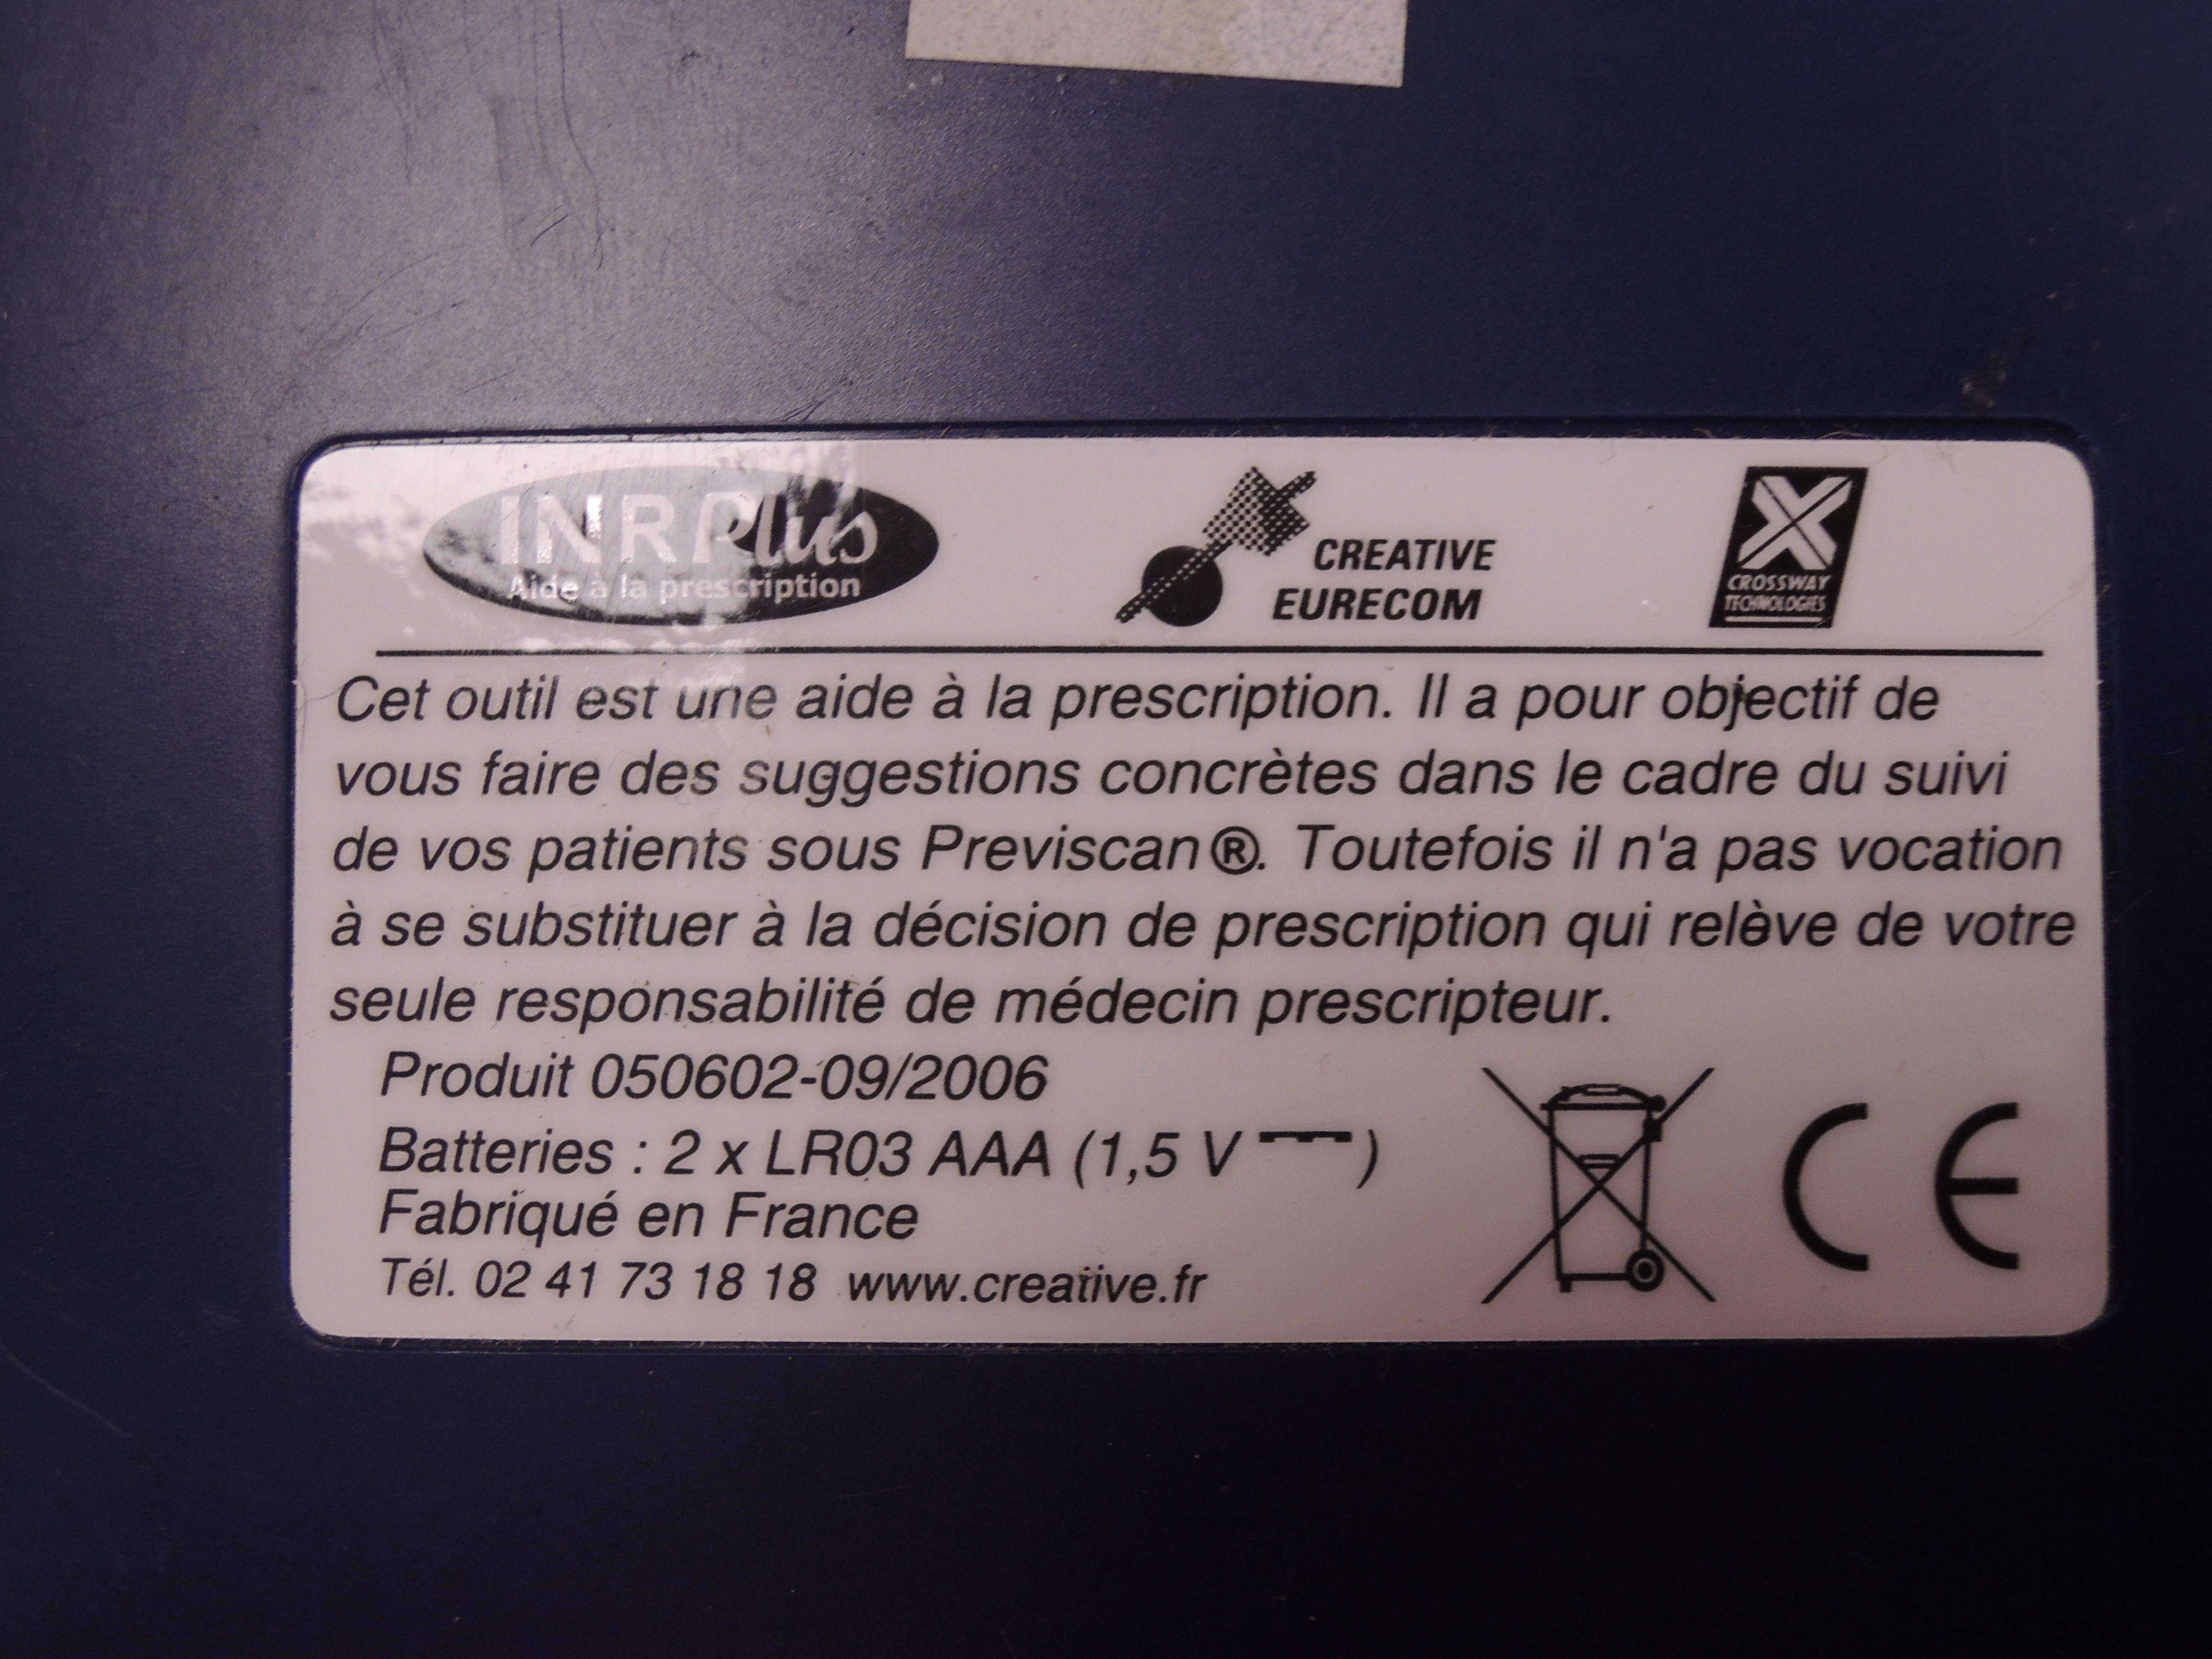 INR Plus
Aide à la prescription
CREATIVE
EURECOM
CROSSWAY
TECHNOLOGIES
Cet outil est une aide à la prescription. Il a pour objectif de
vous faire des suggestions concrètes dans le cadre du suivi
de vos patients sous Previscan®. Toutefois il n'a pas vocation
à se substituer à la décision de prescription qui relève de votre
seule responsabilité de médecin prescripteur.
Produit 050602-09/2006
Batteries : 2 x LR03 AAA (1,5 V ⎓)
Fabriqué en France
Tél. 02 41 73 18 18 www.creative.fr
CE